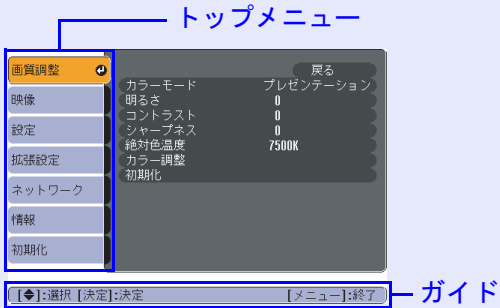 トップメニュー
画質調整
映像
設定
拡張設定
ネットワーク
情報
初期化
戻る
カラーモード プレゼンテーション
明るさ 0
コントラスト 0
シャープネス 0
絶対色温度 7500K
カラー調整
初期化
[◆]:選択 [決定]:決定 [メニュー]:終了
ガイド